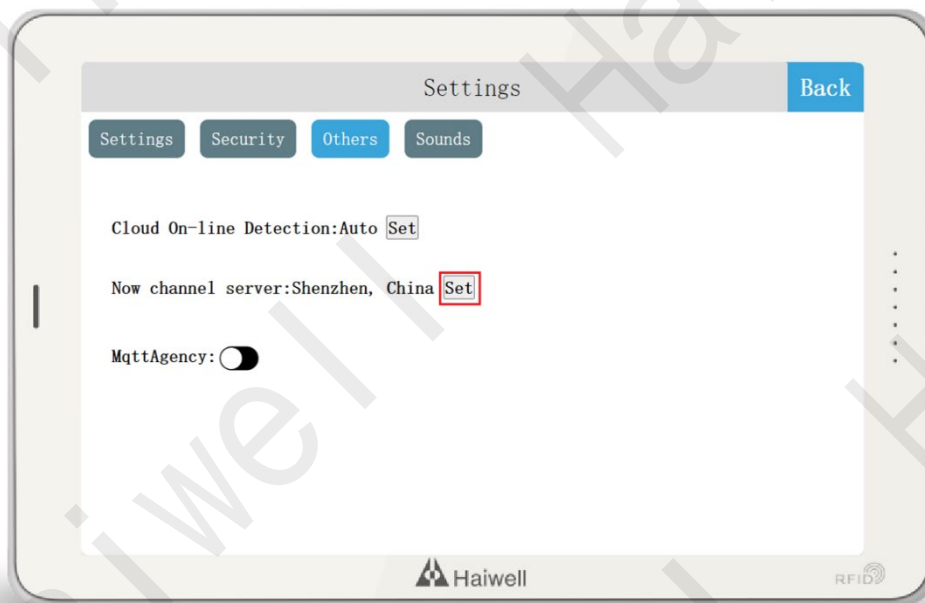 Settings
Back
Settings
Security
Others
Sounds
Cloud On-line Detection:Auto Set
Now channel server:Shenzhen, China Set
MqttAgency:
Haiwell
RFID
Haiwell